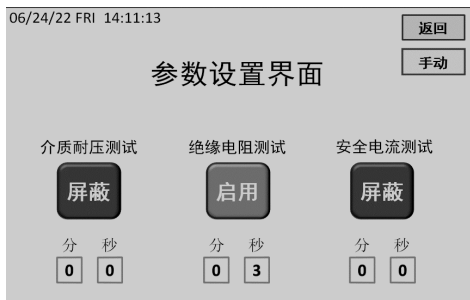 06/24/22 FRI 14:11:13
返回
手动
参数设置界面
介质耐压测试 绝缘电阻测试 安全电流测试
屏蔽 启用 屏蔽
分 秒 分 秒 分 秒
0 0 0 3 0 0